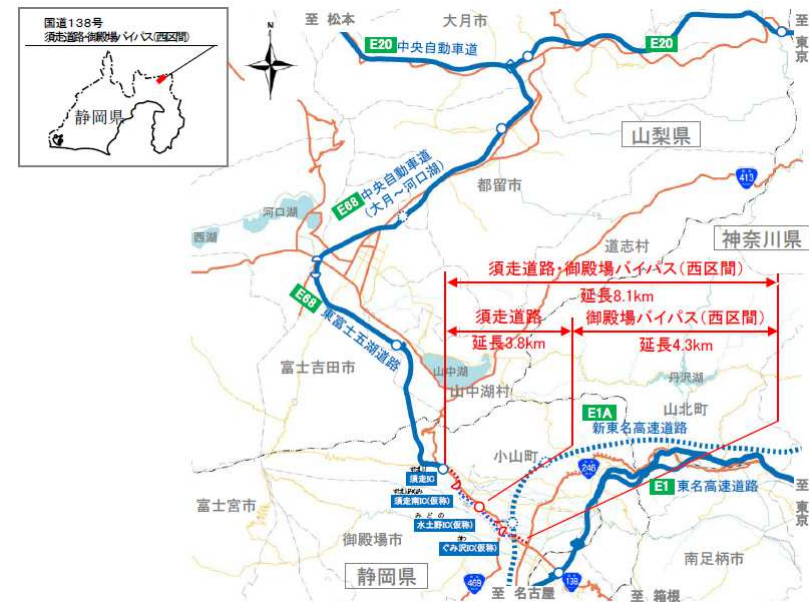 国道138号
須走道路・御殿場バイパス(西区間)
静岡県
至 松本
大月市
E20 中央自動車道
E20
至 東京
山梨県
E68 中央自動車道
(大月～河口湖)
都留市
413
河口湖
西湖
道志村
神奈川県
須走道路・御殿場バイパス(西区間)
延長8.1km
須走道路
御殿場バイパス(西区間)
延長3.8km
延長4.3km
E68
東富士五湖道路
富士吉田市
山中湖
山中湖村
丹沢湖
山北町
E1A
新東名高速道路
小山町
246
E1 東名高速道路
至 東京
すばしり
須走IC
富士宮市
須走南IC(仮称)
みどの
水土野IC(仮称)
ぐみ沢IC(仮称)
御殿場市
南足柄市
静岡県
469
138
至 名古屋
至 箱根